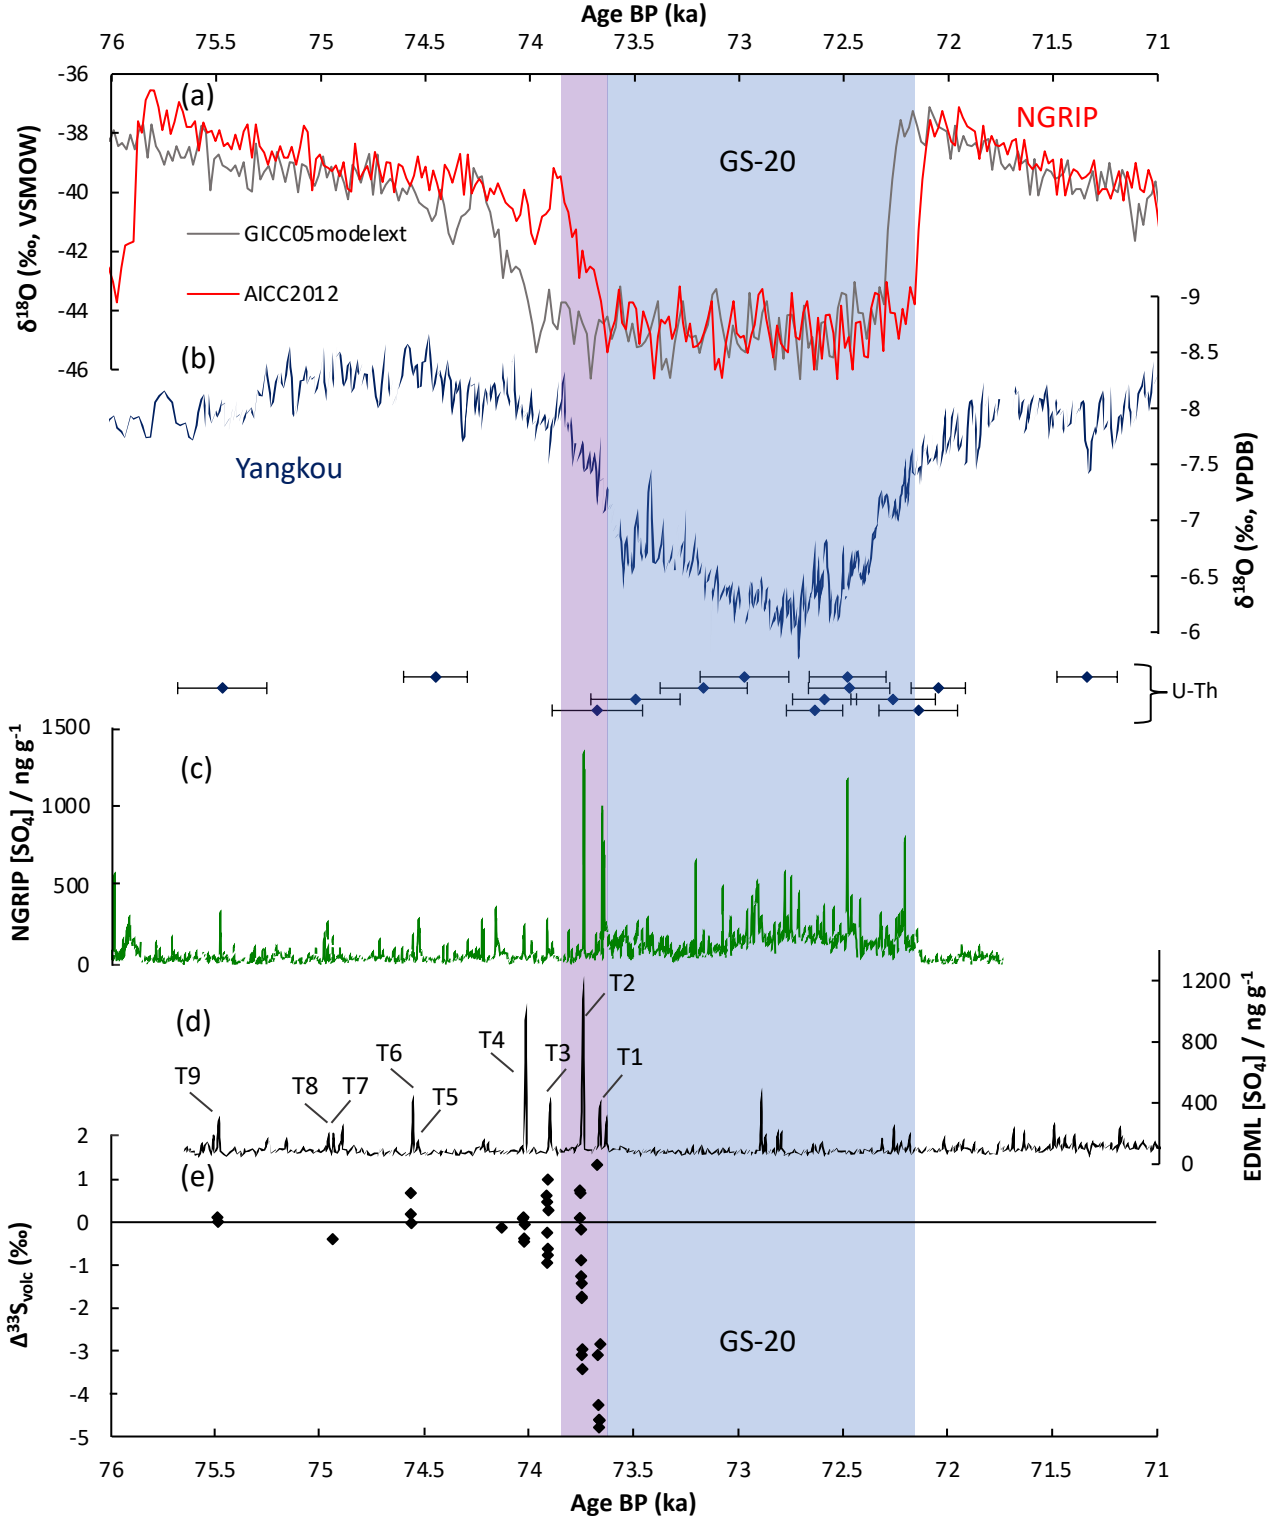 Age BP (ka)
76 75.5 75 74.5 74 73.5 73 72.5 72 71.5 71
-36
-38
-40
-42
-44
-46
δ¹⁸O (‰, VSMOW)
(a)
NGRIP
GS-20
GICC05modelext
AICC2012
-9
-8.5
-8
-7.5
-7
-6.5
-6
δ¹⁸O (‰, VPDB)
(b)
Yangkou
U-Th
1500
1000
500
0
NGRIP [SO₄] / ng g⁻¹
(c)
1200
800
400
0
EDML [SO₄] / ng g⁻¹
(d)
T9
T8
T7
T6
T5
T4
T3
T2
T1
2
1
0
-1
-2
-3
-4
-5
Δ³³Svolc (‰)
(e)
GS-20
76 75.5 75 74.5 74 73.5 73 72.5 72 71.5 71
Age BP (ka)